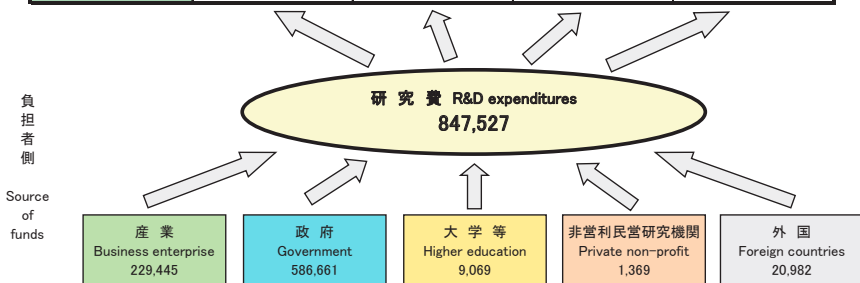 研 究 費 R&D expenditures
847,527
負
担
者
側
Source
of
funds
産 業
Business enterprise
229,445
政 府
Government
586,661
大 学 等
Higher education
9,069
非営利民営研究機関
Private non-profit
1,369
外 国
Foreign countries
20,982